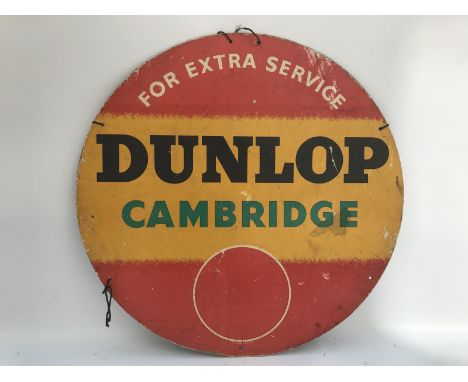 FOR EXTRA SERVICE
DUNLOP
CAMBRIDGE